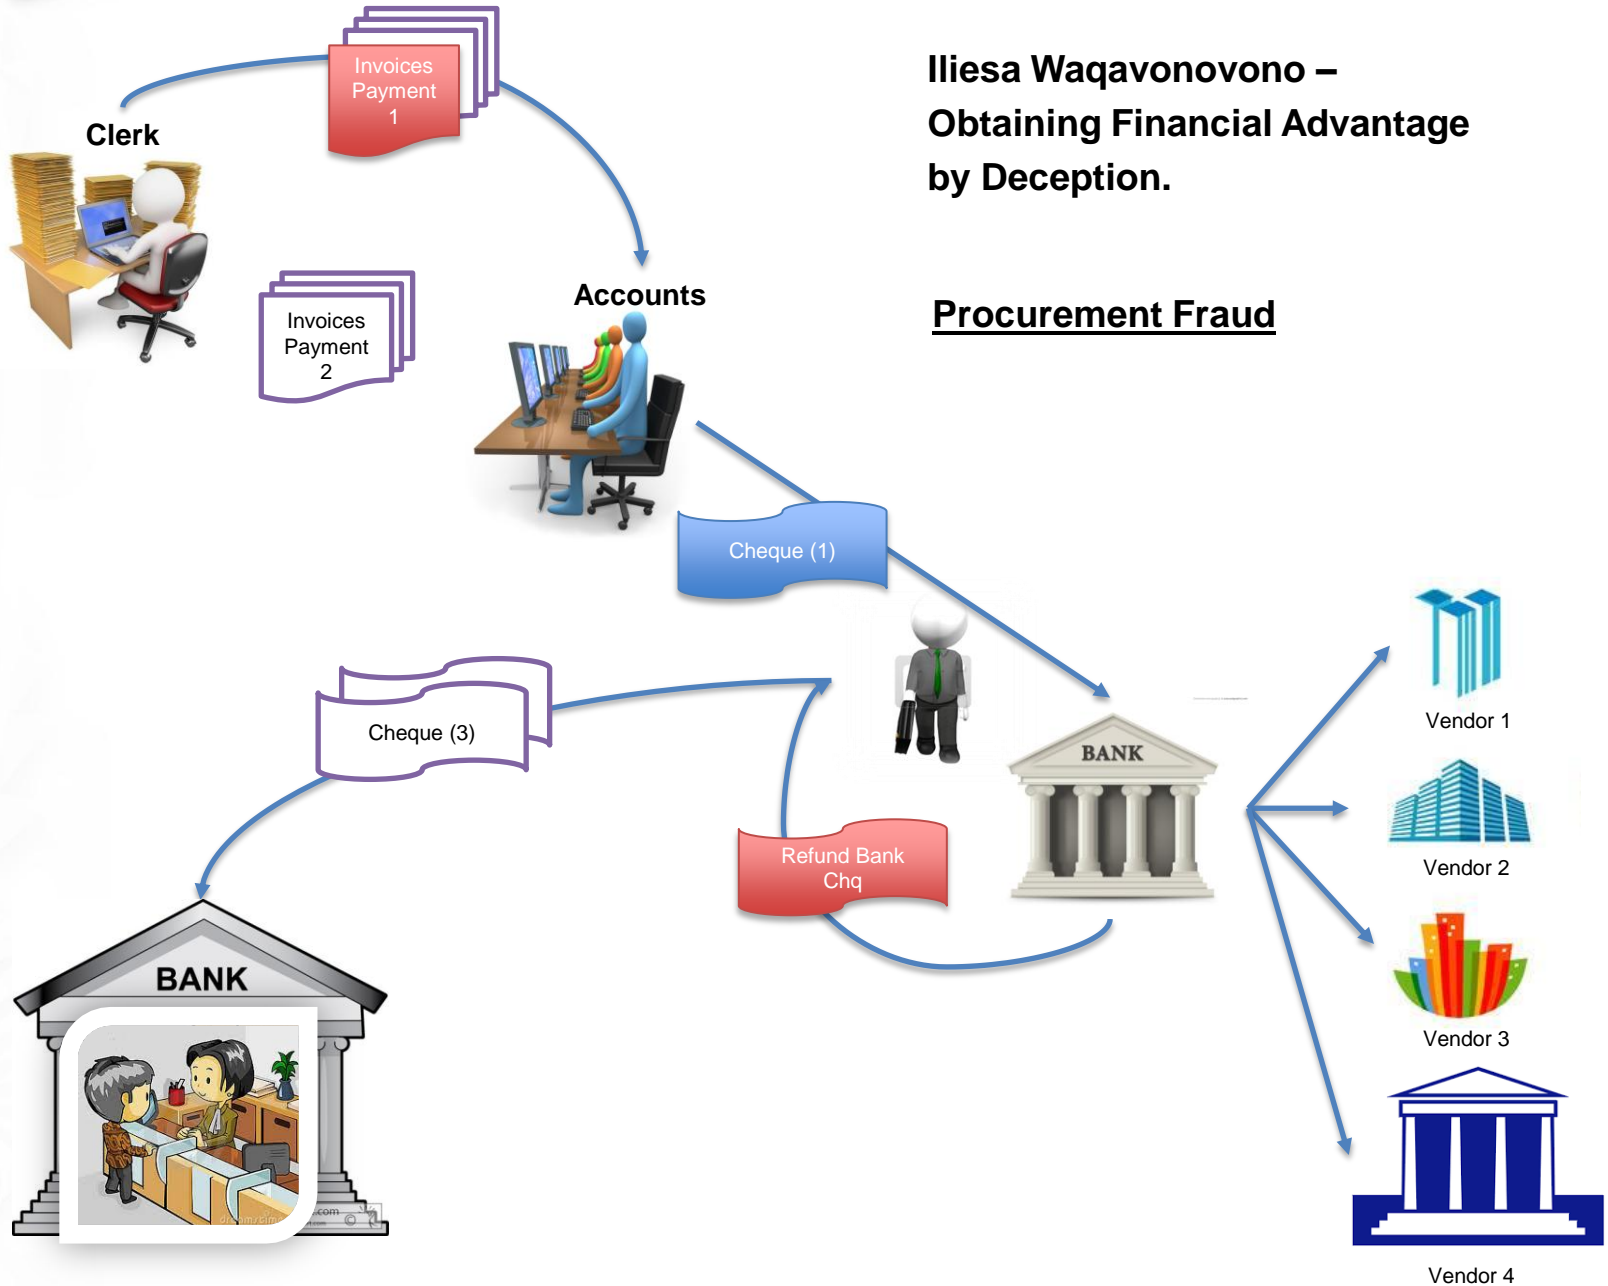 Iliesa Waqavonovono –
Obtaining Financial Advantage
by Deception.
Procurement Fraud
Invoices
Payment
1
Clerk
Accounts
Invoices
Payment
2
Cheque (1)
Cheque (3)
BANK
Refund Bank
Chq
Vendor 1
Vendor 2
Vendor 3
Vendor 4
BANK